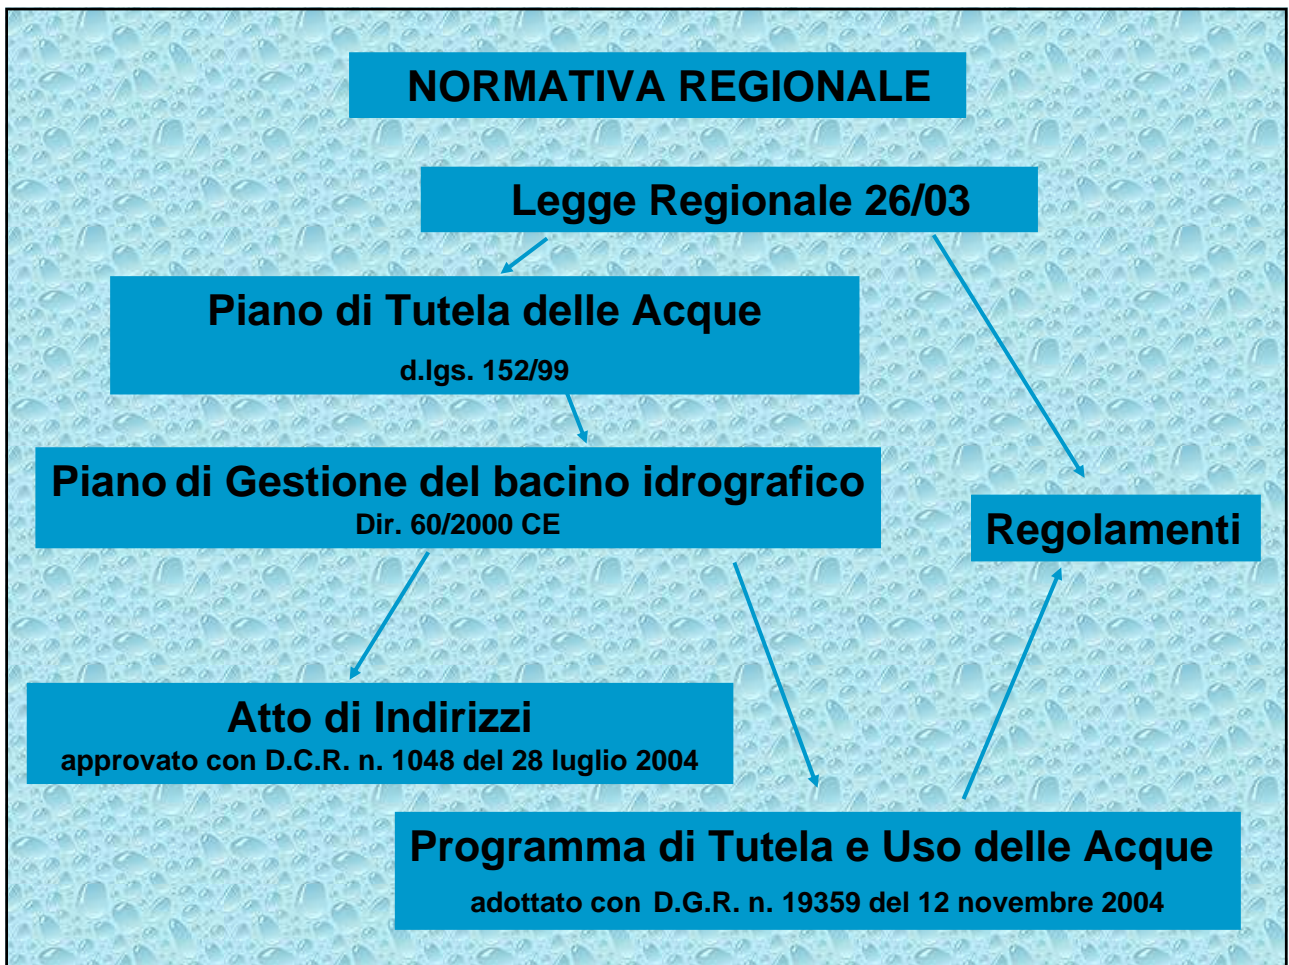 NORMATIVA REGIONALE
Legge Regionale 26/03
Piano di Tutela delle Acque
d.lgs. 152/99
Piano di Gestione del bacino idrografico
Dir. 60/2000 CE
Regolamenti
Atto di Indirizzi
approvato con D.C.R. n. 1048 del 28 luglio 2004
Programma di Tutela e Uso delle Acque
adottato con D.G.R. n. 19359 del 12 novembre 2004